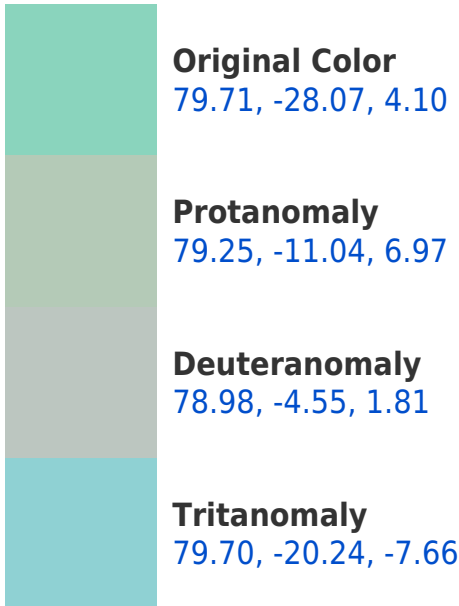 Original Color
79.71, -28.07, 4.10
Protanomaly
79.25, -11.04, 6.97
Deuteranomaly
78.98, -4.55, 1.81
Tritanomaly
79.70, -20.24, -7.66